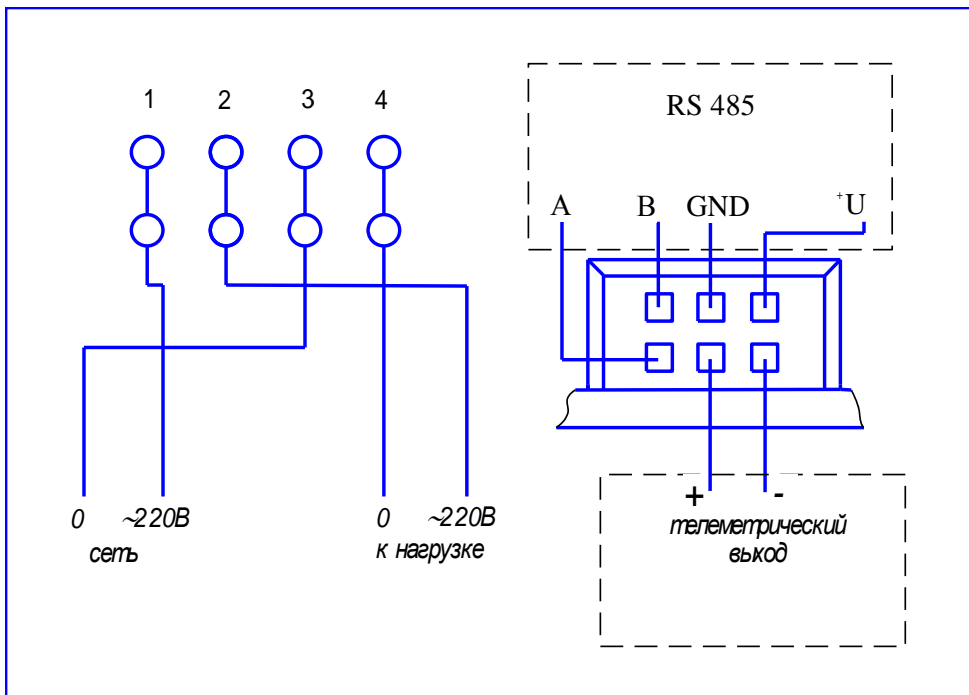 1 2 3 4
0 ~220В 0 ~220В
сеть к нагрузке
RS 485
A B GND +U
+ -
телеметрический
выход